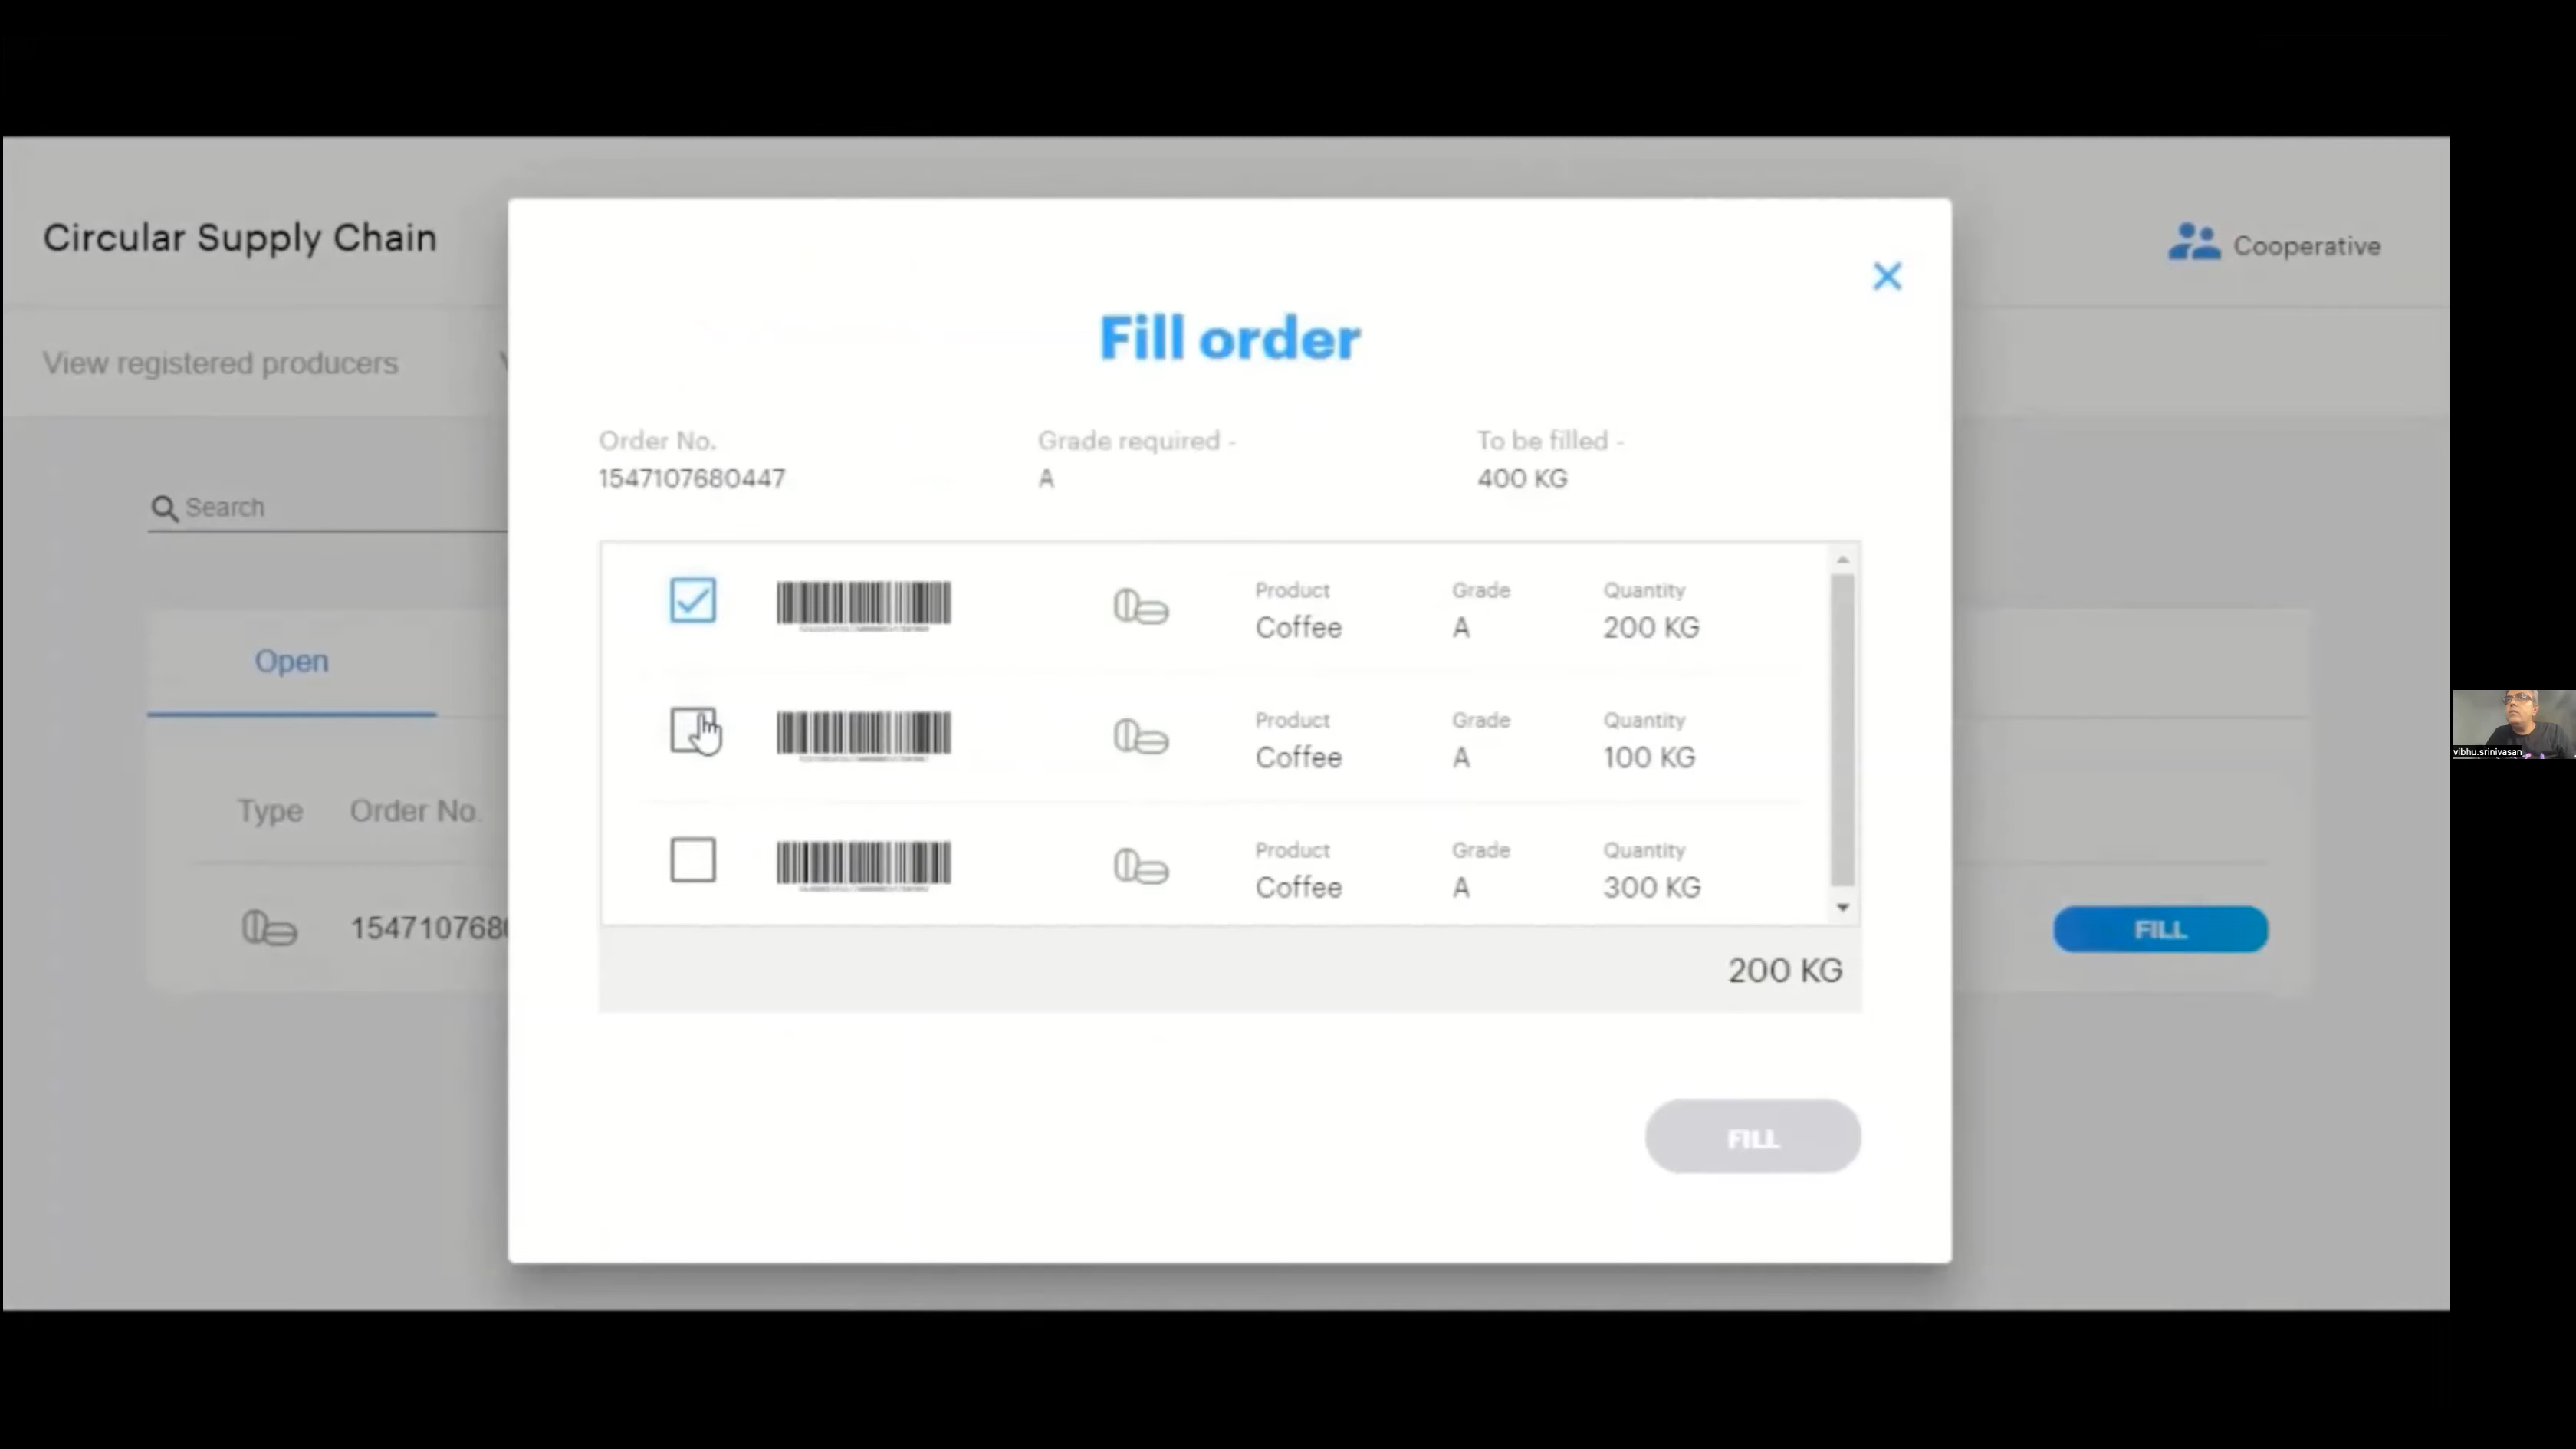 Circular Supply Chain
Cooperative
View registered producers
Fill order
Order No.
1547107680447
Grade required -
A
To be filled -
400 KG
Search
Product
Coffee
Grade
A
Quantity
200 KG
Open
Product
Coffee
Grade
A
Quantity
100 KG
Type
Order No.
Product
Coffee
Grade
A
Quantity
300 KG
154710768
FILL
200 KG
FILL
vibhu.srinivasan